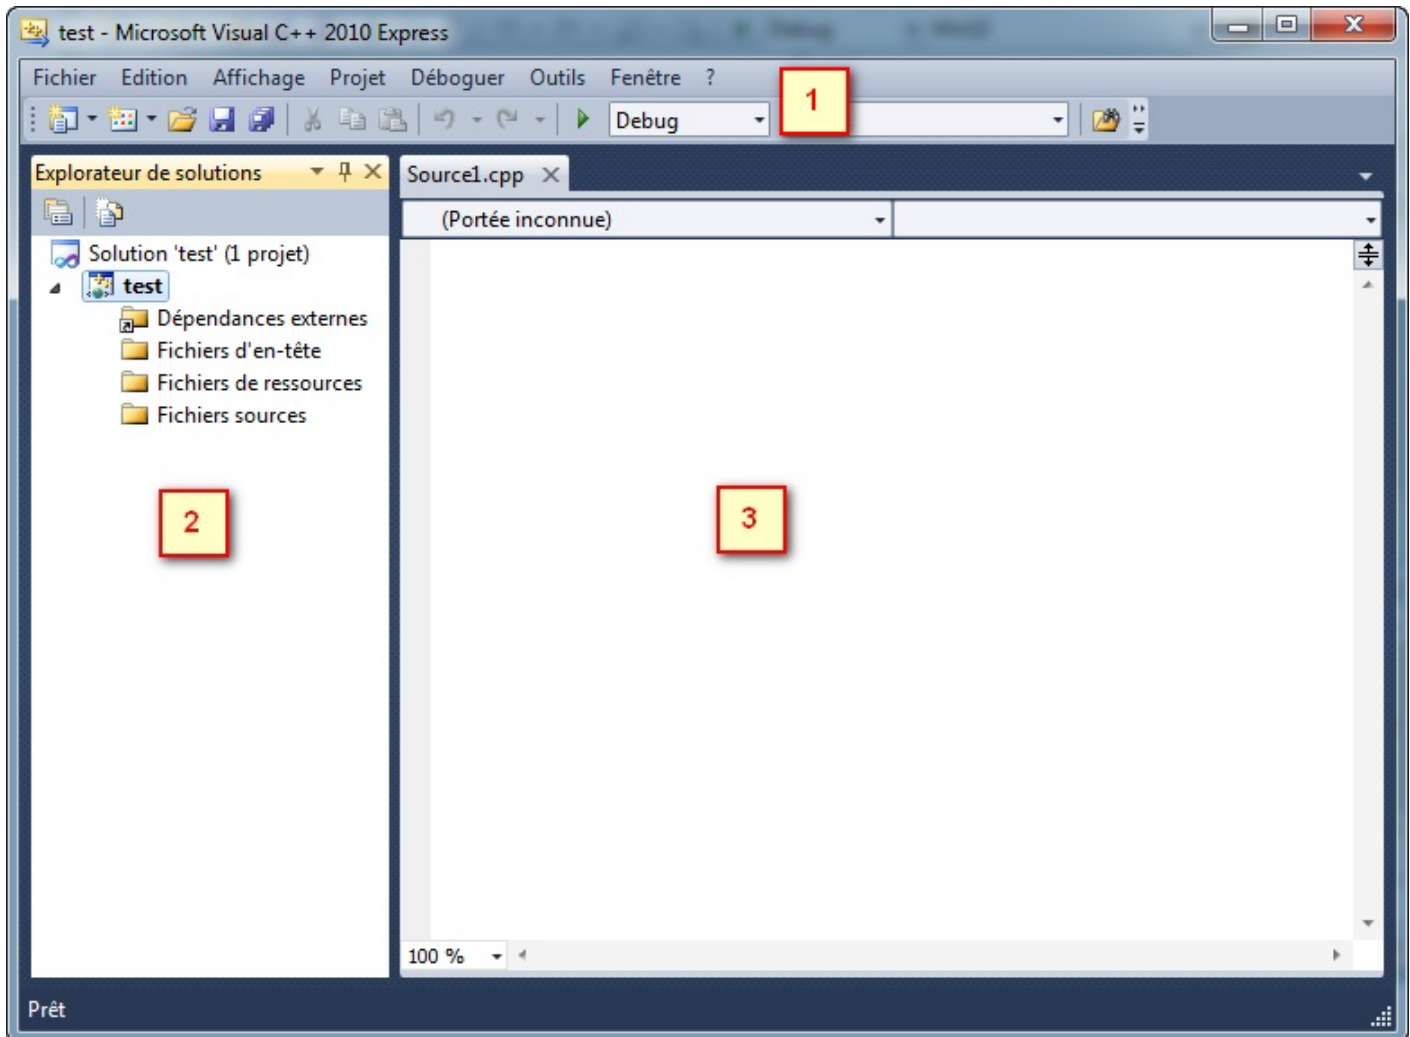 test - Microsoft Visual C++ 2010 Express
Fichier Edition Affichage Projet Déboguer Outils Fenêtre ?
Debug
1
Explorateur de solutions
Source1.cpp
(Portée inconnue)
Solution 'test' (1 projet)
test
Dépendances externes
Fichiers d'en-tête
Fichiers de ressources
Fichiers sources
2
3
100 %
Prêt